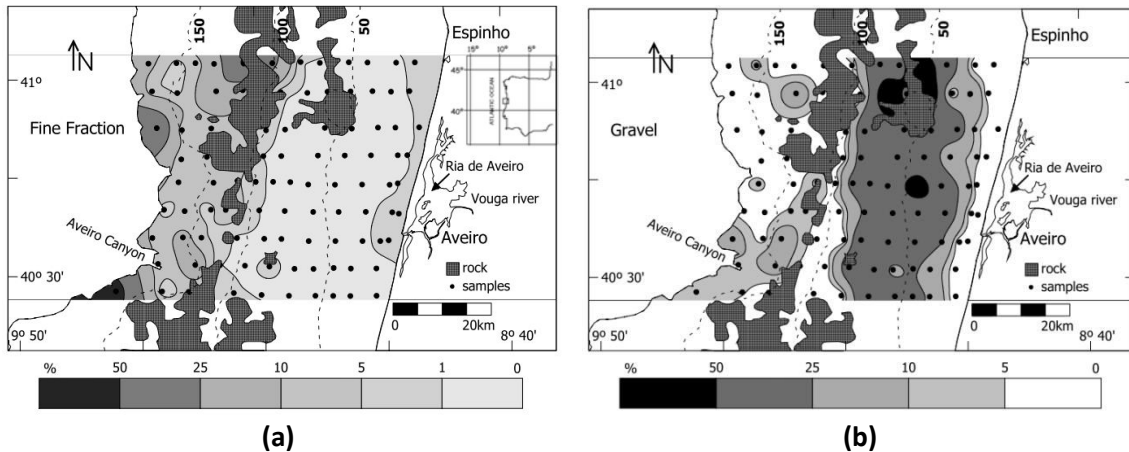 150
100
50
Espinho
N
15º
10º
5º
45º
40º
ATLANTIC OCEAN
41º
Fine Fraction
Ria de Aveiro
Vouga river
Aveiro Canyon
Aveiro
rock
samples
40º 30'
0 20km
9º 50'
8º 40'
% 50 25 10 5 1 0
(a)
150
100
50
Espinho
N
41º
Gravel
Ria de Aveiro
Vouga river
Aveiro Canyon
Aveiro
rock
samples
40º 30'
0 20km
9º 50'
8º 40'
% 50 25 10 5 0
(b)